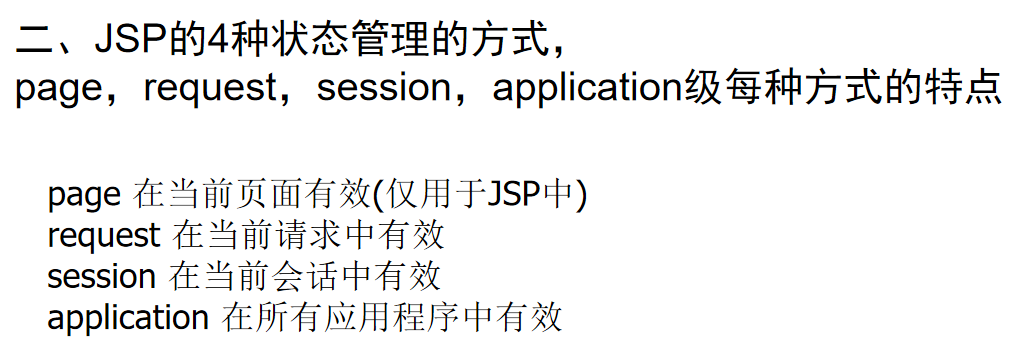 二、JSP的4种状态管理的方式，
page，request，session，application级每种方式的特点
page 在当前页面有效(仅用于JSP中)
request 在当前请求中有效
session 在当前会话中有效
application 在所有应用程序中有效